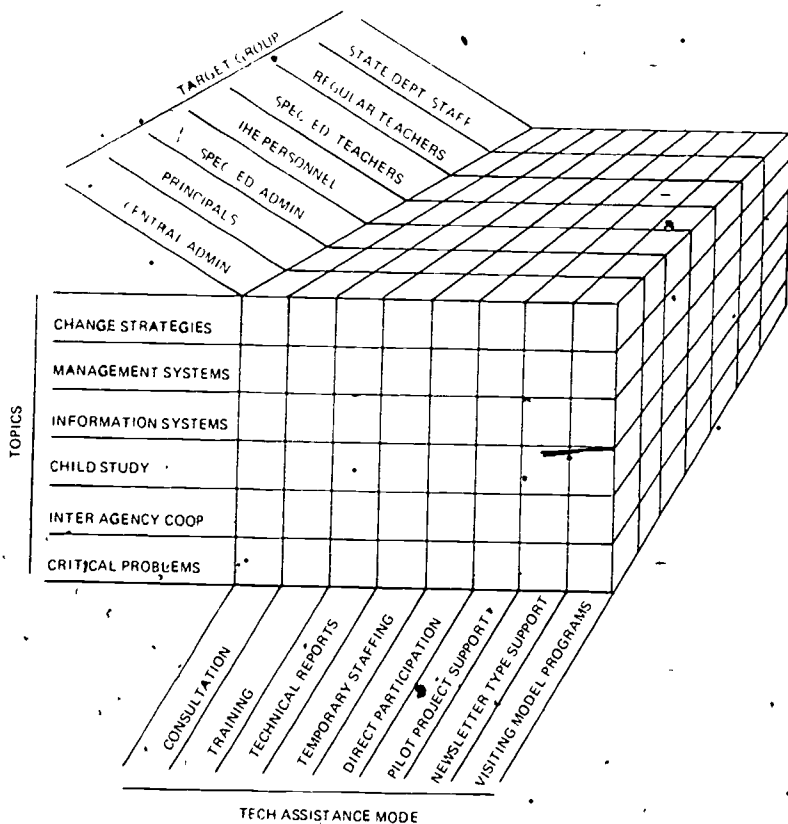 TARGET GROUP
STATE DEPT. STAFF
REGULAR TEACHERS
SPEC. ED. TEACHERS
IHE PERSONNEL
SPEC. ED. ADMIN
PRINCIPALS
CENTRAL ADMIN
TOPICS
CHANGE STRATEGIES
MANAGEMENT SYSTEMS
INFORMATION SYSTEMS
CHILD STUDY
INTER AGENCY COOP
CRITICAL PROBLEMS
CONSULTATION
TRAINING
TECHNICAL REPORTS
TEMPORARY STAFFING
DIRECT PARTICIPATION
PILOT PROJECT SUPPORT
NEWSLETTER TYPE SUPPORT
VISITING MODEL PROGRAMS
TECH ASSISTANCE MODE